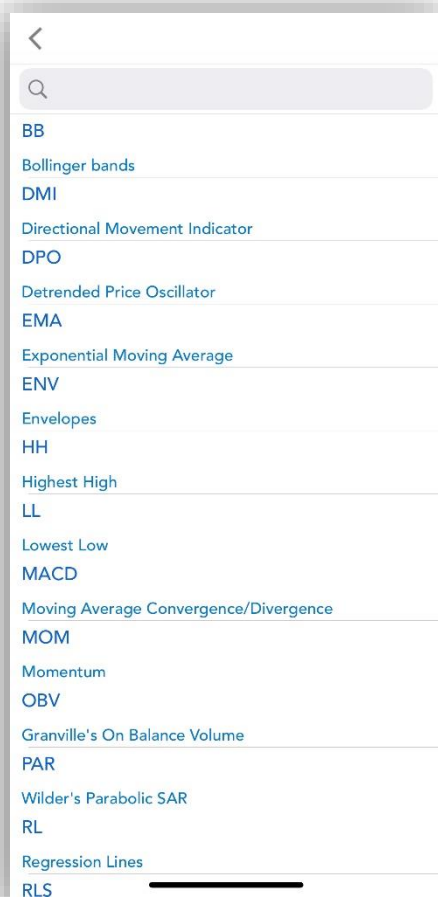 BB
Bollinger bands
DMI
Directional Movement Indicator
DPO
Detrended Price Oscillator
EMA
Exponential Moving Average
ENV
Envelopes
HH
Highest High
LL
Lowest Low
MACD
Moving Average Convergence/Divergence
MOM
Momentum
OBV
Granville's On Balance Volume
PAR
Wilder's Parabolic SAR
RL
Regression Lines
RLS